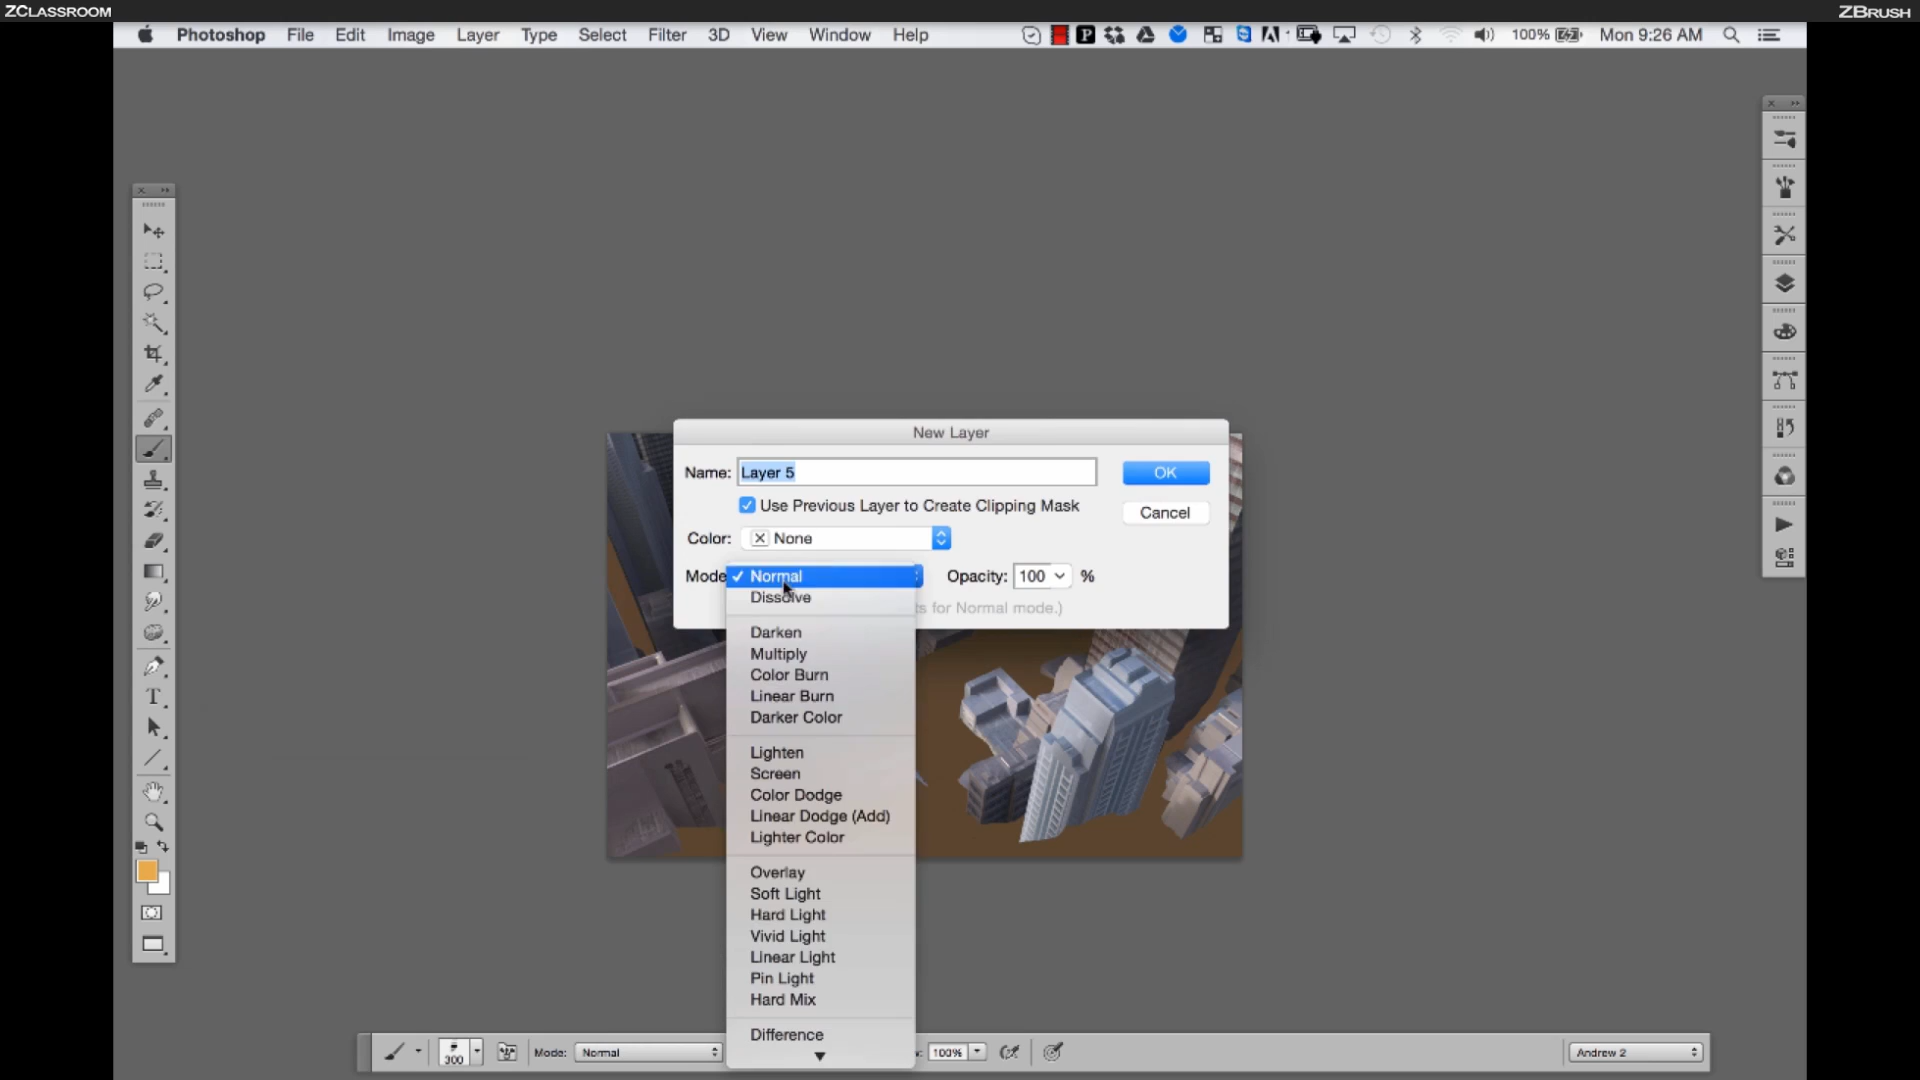 ZCLASSROOM
ZBRUSH
Photoshop File Edit Image Layer Type Select Filter 3D View Window Help
100% Mon 9:26 AM
New Layer
Name: Layer 5
OK
Use Previous Layer to Create Clipping Mask
Cancel
Color: None
Mode Normal Opacity: 100 %
Dissolve
ts for Normal mode.)
Darken
Multiply
Color Burn
Linear Burn
Darker Color
Lighten
Screen
Color Dodge
Linear Dodge (Add)
Lighter Color
Overlay
Soft Light
Hard Light
Vivid Light
Linear Light
Pin Light
Hard Mix
Difference
300 Mode: Normal 100% Andrew 2